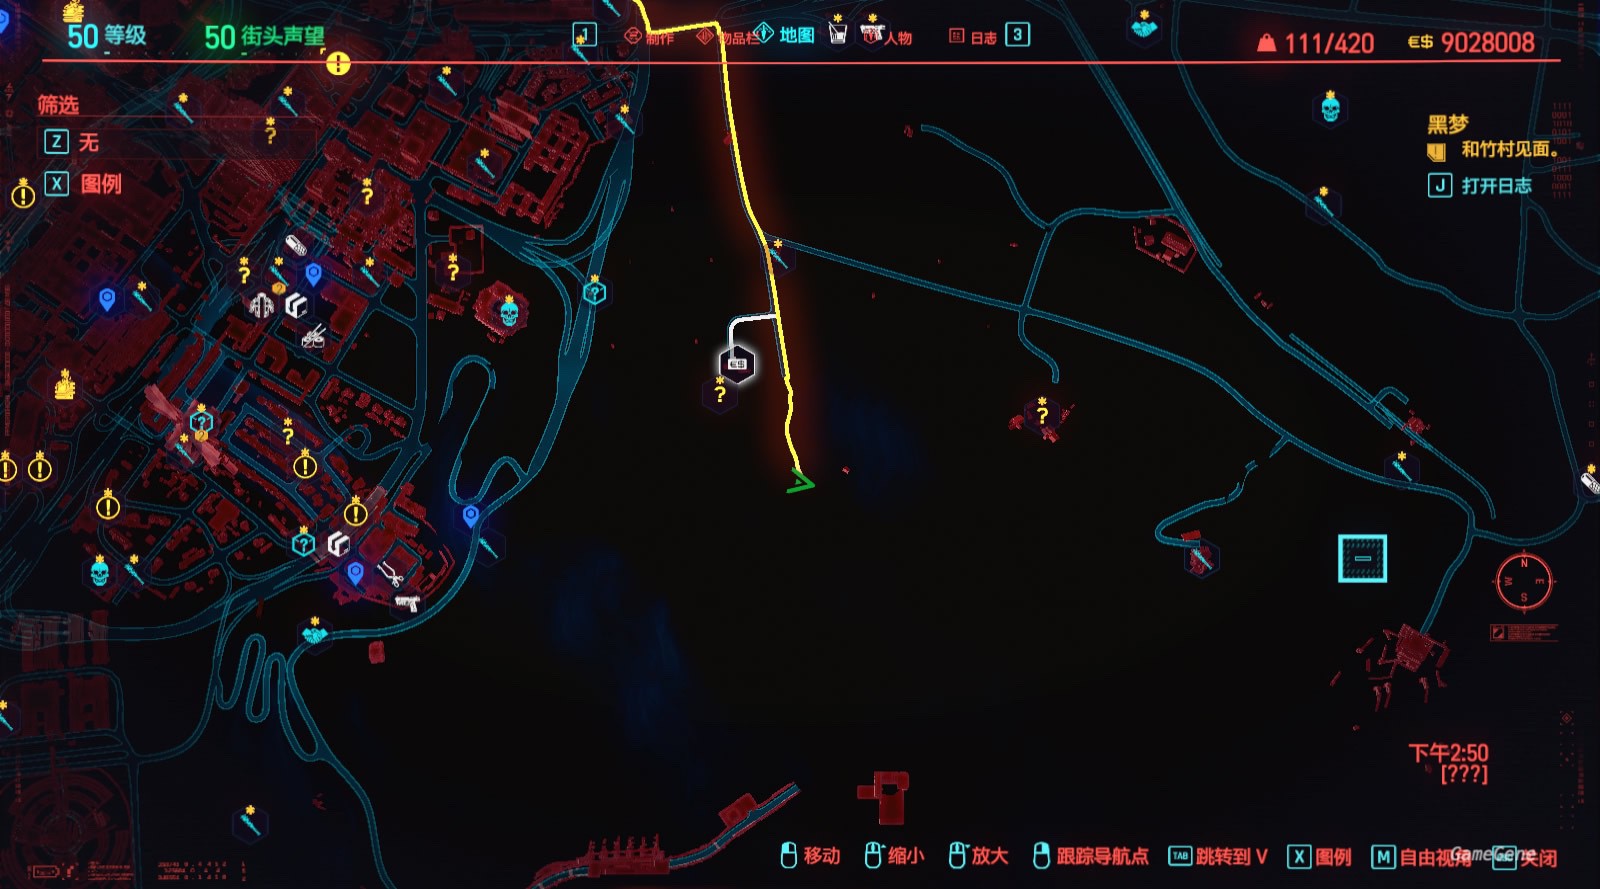 50 等级
50 街头声望
1
制作
物品栏
地图
人物
日志
3
111/420
€$ 9028008
筛选
Z 无
X 图例
黑梦
和竹村见面。
J 打开日志
€$
N
W E
S
下午2:50
[???]
移动
缩小
放大
跟踪导航点
TAB 跳转到 V
X 图例
M 自由视角
关闭
GameGene